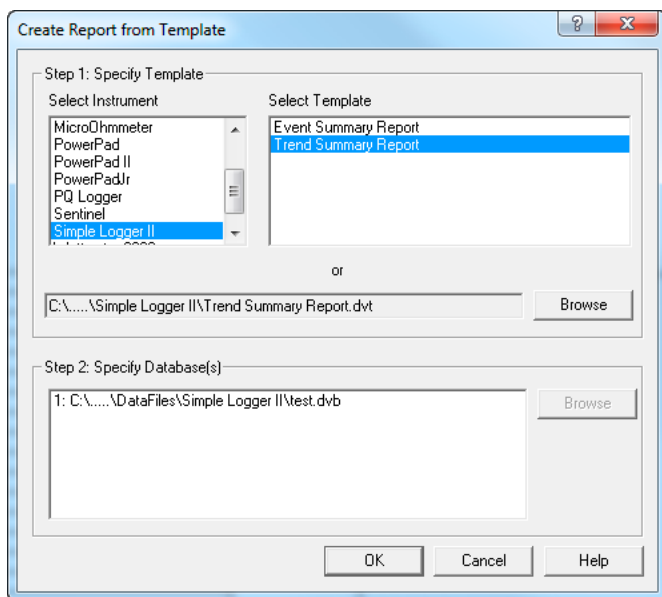 Create Report from Template
Step 1: Specify Template
Select Instrument
Select Template
MicroOhmmeter
PowerPad
PowerPad II
PowerPadJr
PQ Logger
Sentinel
Simple Logger II
Event Summary Report
Trend Summary Report
or
C:\.....\Simple Logger II\Trend Summary Report.dvt
Browse
Step 2: Specify Database(s)
1: C:\.....\DataFiles\Simple Logger II\test.dvb
Browse
OK
Cancel
Help